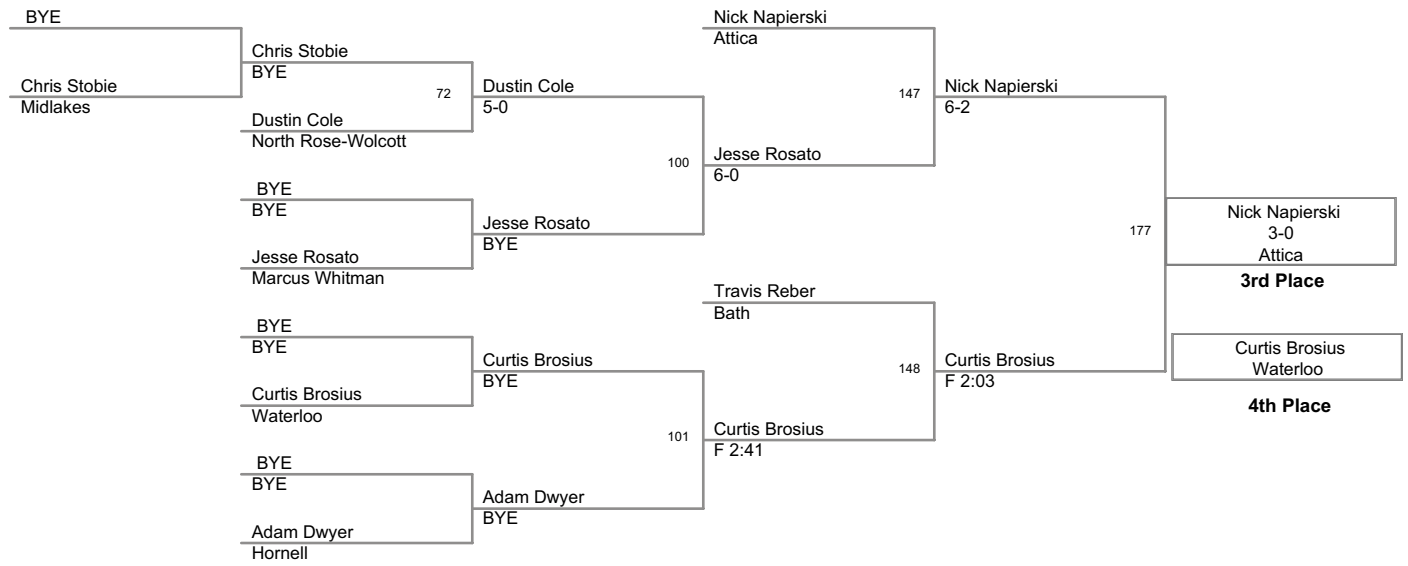 BYE
Chris Stobie
Midlakes
Chris Stobie
BYE
72
Dustin Cole
North Rose-Wolcott
BYE
BYE
Jesse Rosato
Marcus Whitman
BYE
BYE
Curtis Brosius
Waterloo
BYE
BYE
Adam Dwyer
Hornell
Dustin Cole
5-0
100
Jesse Rosato
BYE
Curtis Brosius
BYE
101
Adam Dwyer
BYE
Nick Napierski
Attica
147
Jesse Rosato
6-0
Travis Reber
Bath
148
Curtis Brosius
F 2:41
Nick Napierski
6-2
177
Curtis Brosius
F 2:03
Nick Napierski
3-0
Attica
3rd Place
Curtis Brosius
Waterloo
4th Place